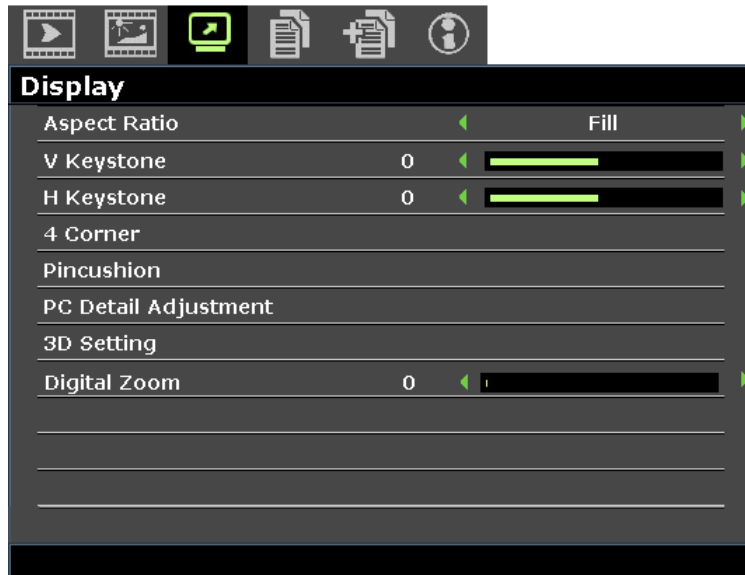 Display
Aspect Ratio Fill
V Keystone 0
H Keystone 0
4 Corner
Pincushion
PC Detail Adjustment
3D Setting
Digital Zoom 0